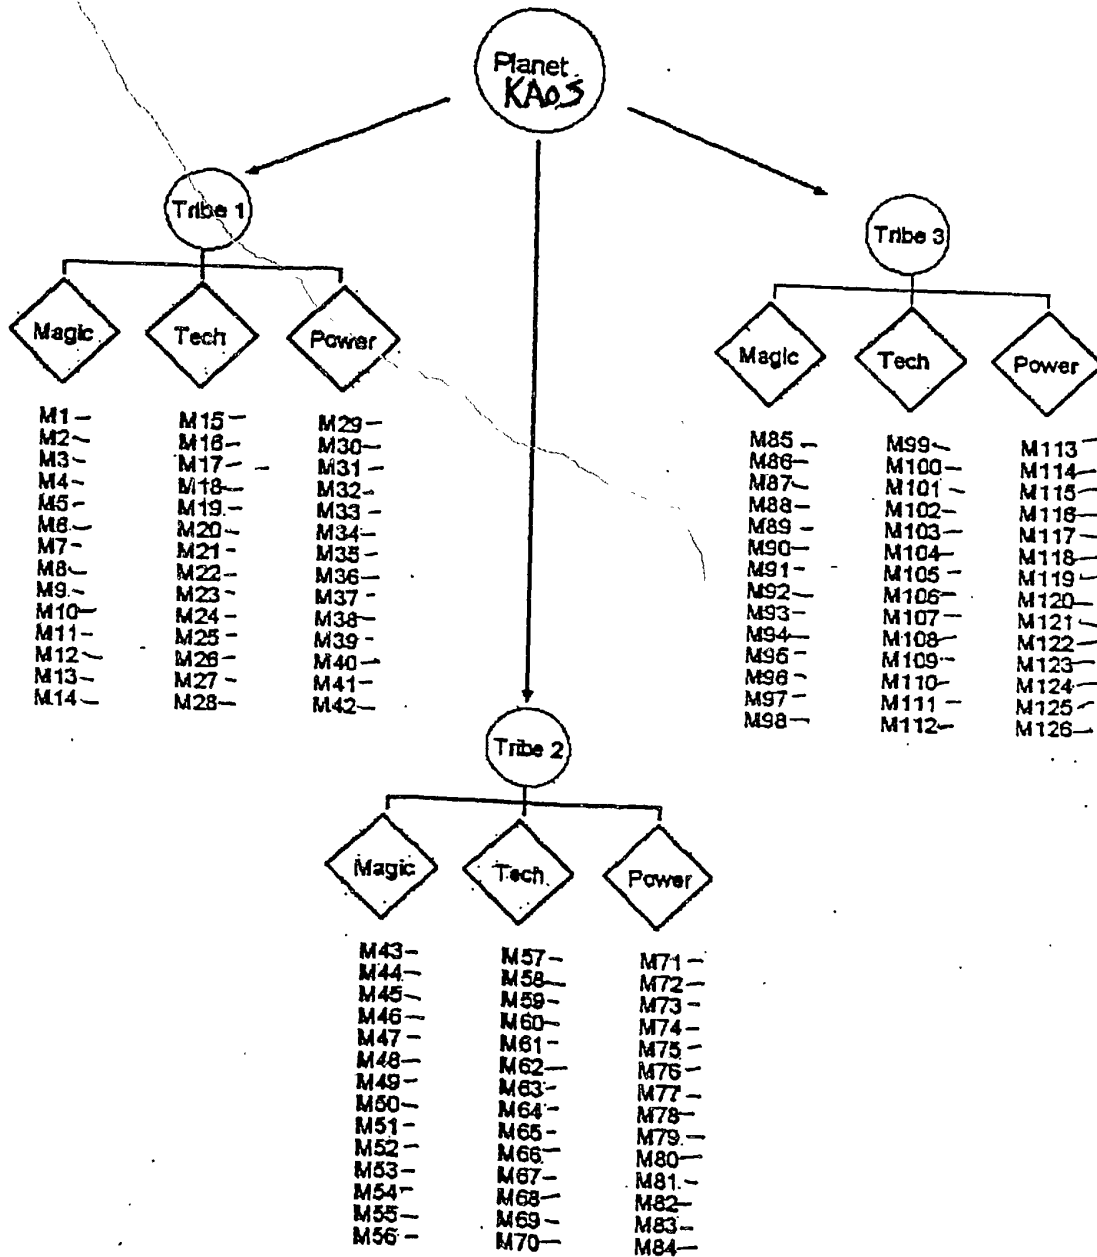 Planet
KAOS
Tribe 1
Magic
Tech
Power
M1-
M2-
M3-
M4-
M5-
M6-
M7-
M8-
M9-
M10-
M11-
M12-
M13-
M14-
M15-
M16-
M17-
M18-
M19-
M20-
M21-
M22-
M23-
M24-
M25-
M26-
M27-
M28-
M29-
M30-
M31-
M32-
M33-
M34-
M35-
M36-
M37-
M38-
M39-
M40-
M41-
M42-
Tribe 3
Magic
Tech
Power
M85-
M86-
M87-
M88-
M89-
M90-
M91-
M92-
M93-
M94-
M95-
M96-
M97-
M98-
M99-
M100-
M101-
M102-
M103-
M104-
M105-
M106-
M107-
M108-
M109-
M110-
M111-
M112-
M113-
M114-
M115-
M116-
M117-
M118-
M119-
M120-
M121-
M122-
M123-
M124-
M125-
M126-
Tribe 2
Magic
Tech
Power
M43-
M44-
M45-
M46-
M47-
M48-
M49-
M50-
M51-
M52-
M53-
M54-
M55-
M56-
M57-
M58-
M59-
M60-
M61-
M62-
M63-
M64-
M65-
M66-
M67-
M68-
M69-
M70-
M71-
M72-
M73-
M74-
M75-
M76-
M77-
M78-
M79-
M80-
M81-
M82-
M83-
M84-